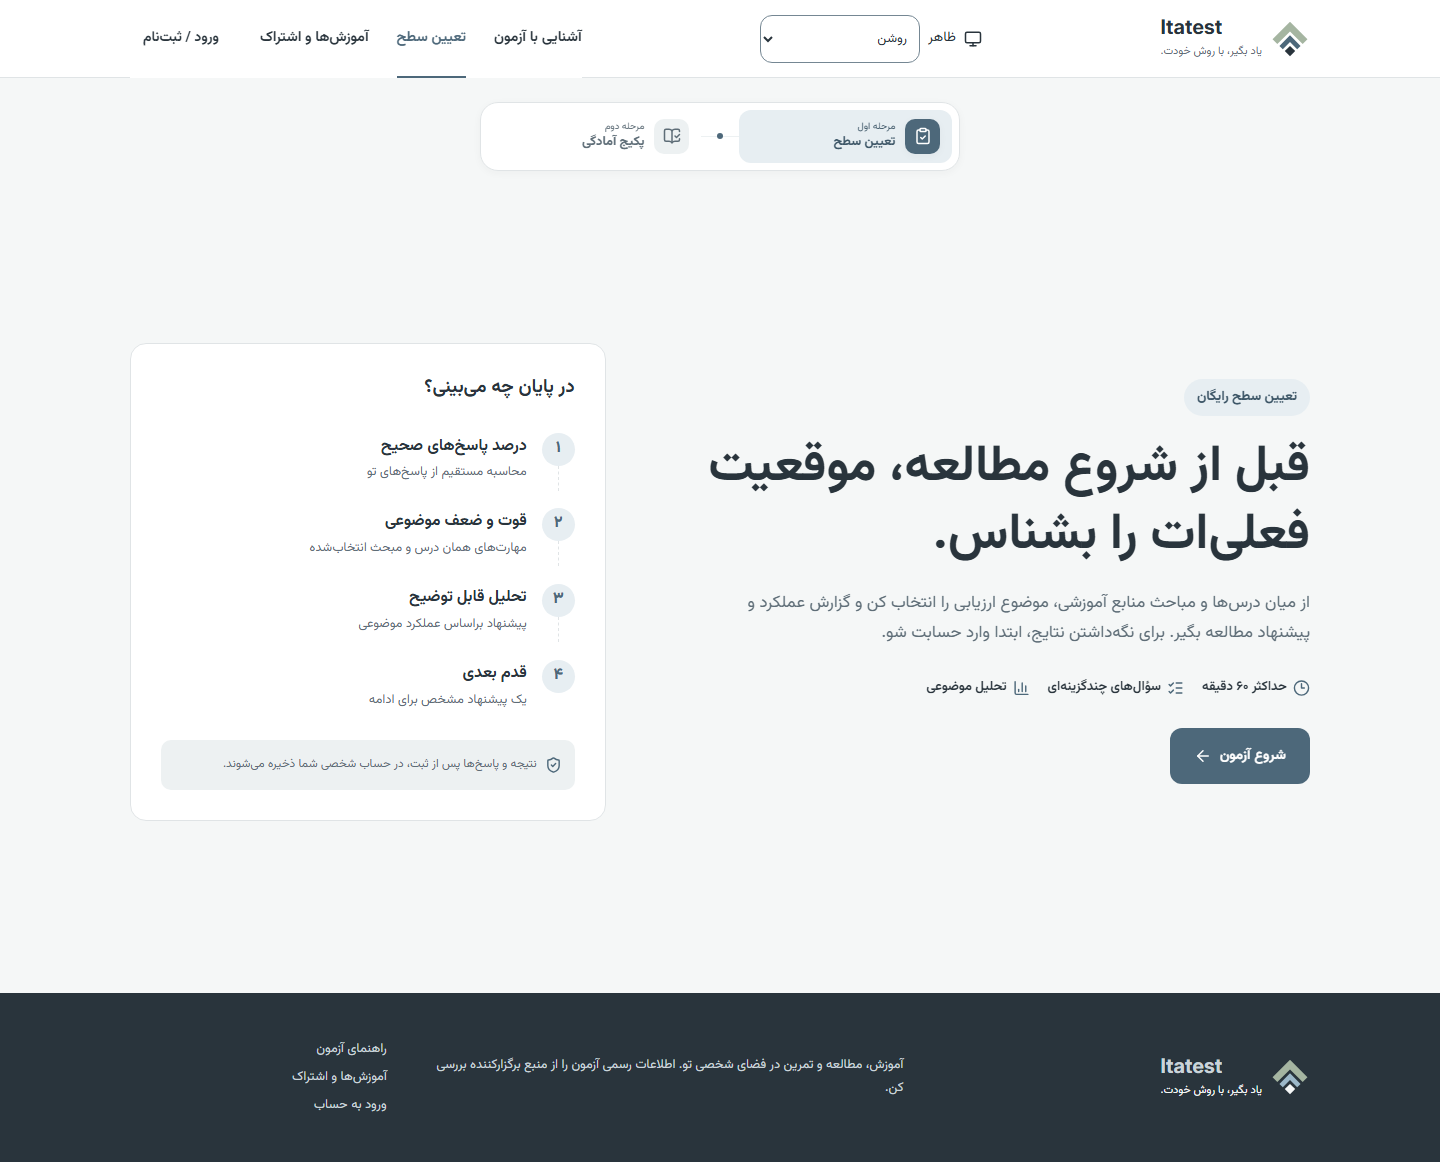 Itatest
یاد بگیر، با روش خودت.
ظاهر
روشن
آشنایی با آزمون
تعیین سطح
آموزش‌ها و اشتراک
ورود / ثبت‌نام
مرحله اول
تعیین سطح
مرحله دوم
پکیج آمادگی
تعیین سطح رایگان
قبل از شروع مطالعه، موقعیت
فعلی‌ات را بشناس.
از میان درس‌ها و مباحث منابع آموزشی، موضوع ارزیابی را انتخاب کن و گزارش عملکرد و
پیشنهاد مطالعه بگیر. برای نگه‌داشتن نتایج، ابتدا وارد حسابت شو.
حداکثر ۶۰ دقیقه
سؤال‌های چندگزینه‌ای
تحلیل موضوعی
شروع آزمون
در پایان چه می‌بینی؟
۱
درصد پاسخ‌های صحیح
محاسبه مستقیم از پاسخ‌های تو
۲
قوت و ضعف موضوعی
مهارت‌های همان درس و مبحث انتخاب‌شده
۳
تحلیل قابل توضیح
پیشنهاد براساس عملکرد موضوعی
۴
قدم بعدی
یک پیشنهاد مشخص برای ادامه
نتیجه و پاسخ‌ها پس از ثبت، در حساب شخصی شما ذخیره می‌شوند.
Itatest
یاد بگیر، با روش خودت.
آموزش، مطالعه و تمرین در فضای شخصی تو. اطلاعات رسمی آزمون را از منبع برگزارکننده بررسی
کن.
راهنمای آزمون
آموزش‌ها و اشتراک
ورود به حساب